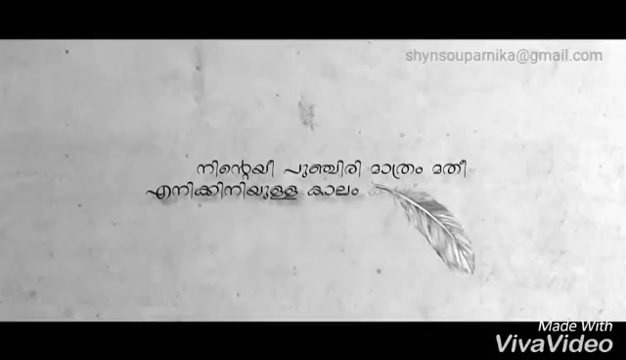 shynsouparnika@gmail.com
നിന്റെയീ പുഞ്ചിരി മാത്രം മതീ
എനിക്കിനിയുള്ള കാലം
Made With
VivaVideo